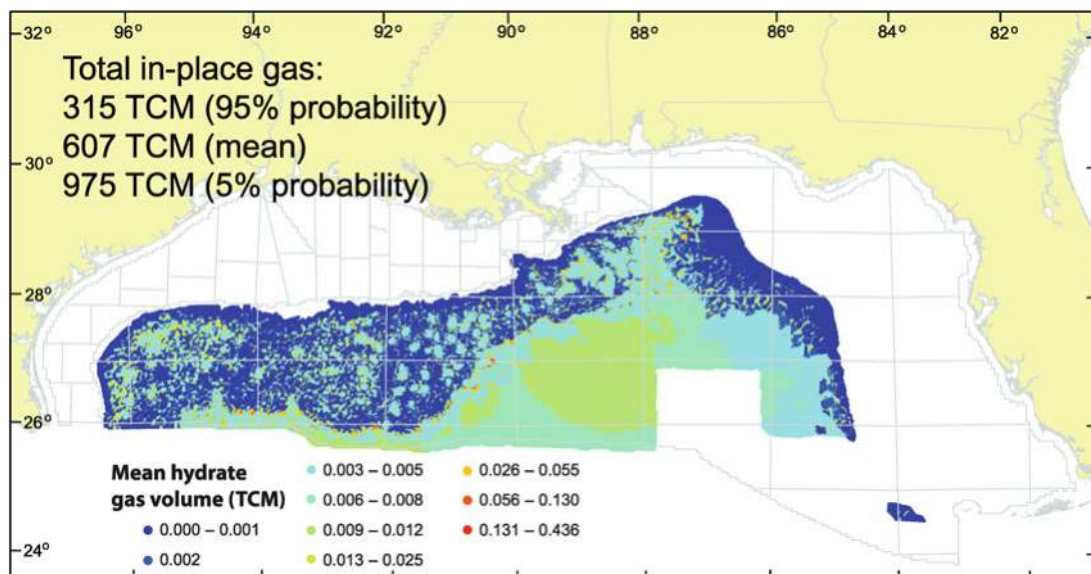 96° 94° 92° 90° 88° 86° 84° 82°
32°
Total in-place gas:
315 TCM (95% probability)
607 TCM (mean)
975 TCM (5% probability)
30°
28°
26°
24°
Mean hydrate
gas volume (TCM)
0.000 – 0.001
0.002
0.003 – 0.005
0.006 – 0.008
0.009 – 0.012
0.013 – 0.025
0.026 – 0.055
0.056 – 0.130
0.131 – 0.436